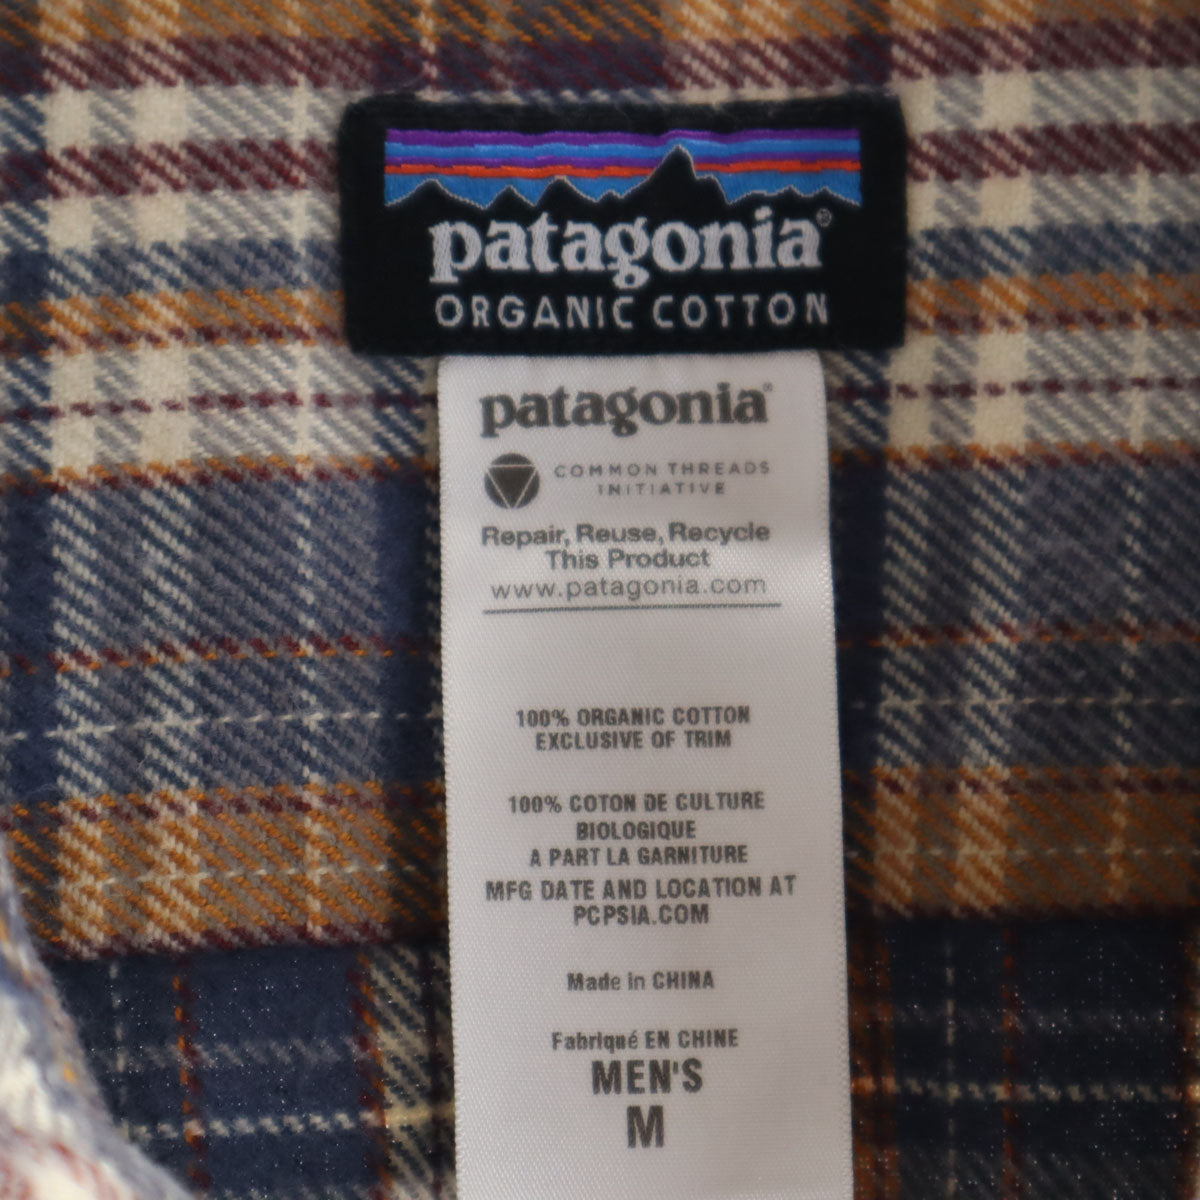 patagonia®
ORGANIC COTTON
patagonia®
COMMON THREADS
INITIATIVE
Repair, Reuse, Recycle
This Product
www.patagonia.com
100% ORGANIC COTTON
EXCLUSIVE OF TRIM
100% COTON DE CULTURE
BIOLOGIQUE
A PART LA GARNITURE
MFG DATE AND LOCATION AT
PCPSIA.COM
Made in CHINA
Fabriqué EN CHINE
MEN'S
M